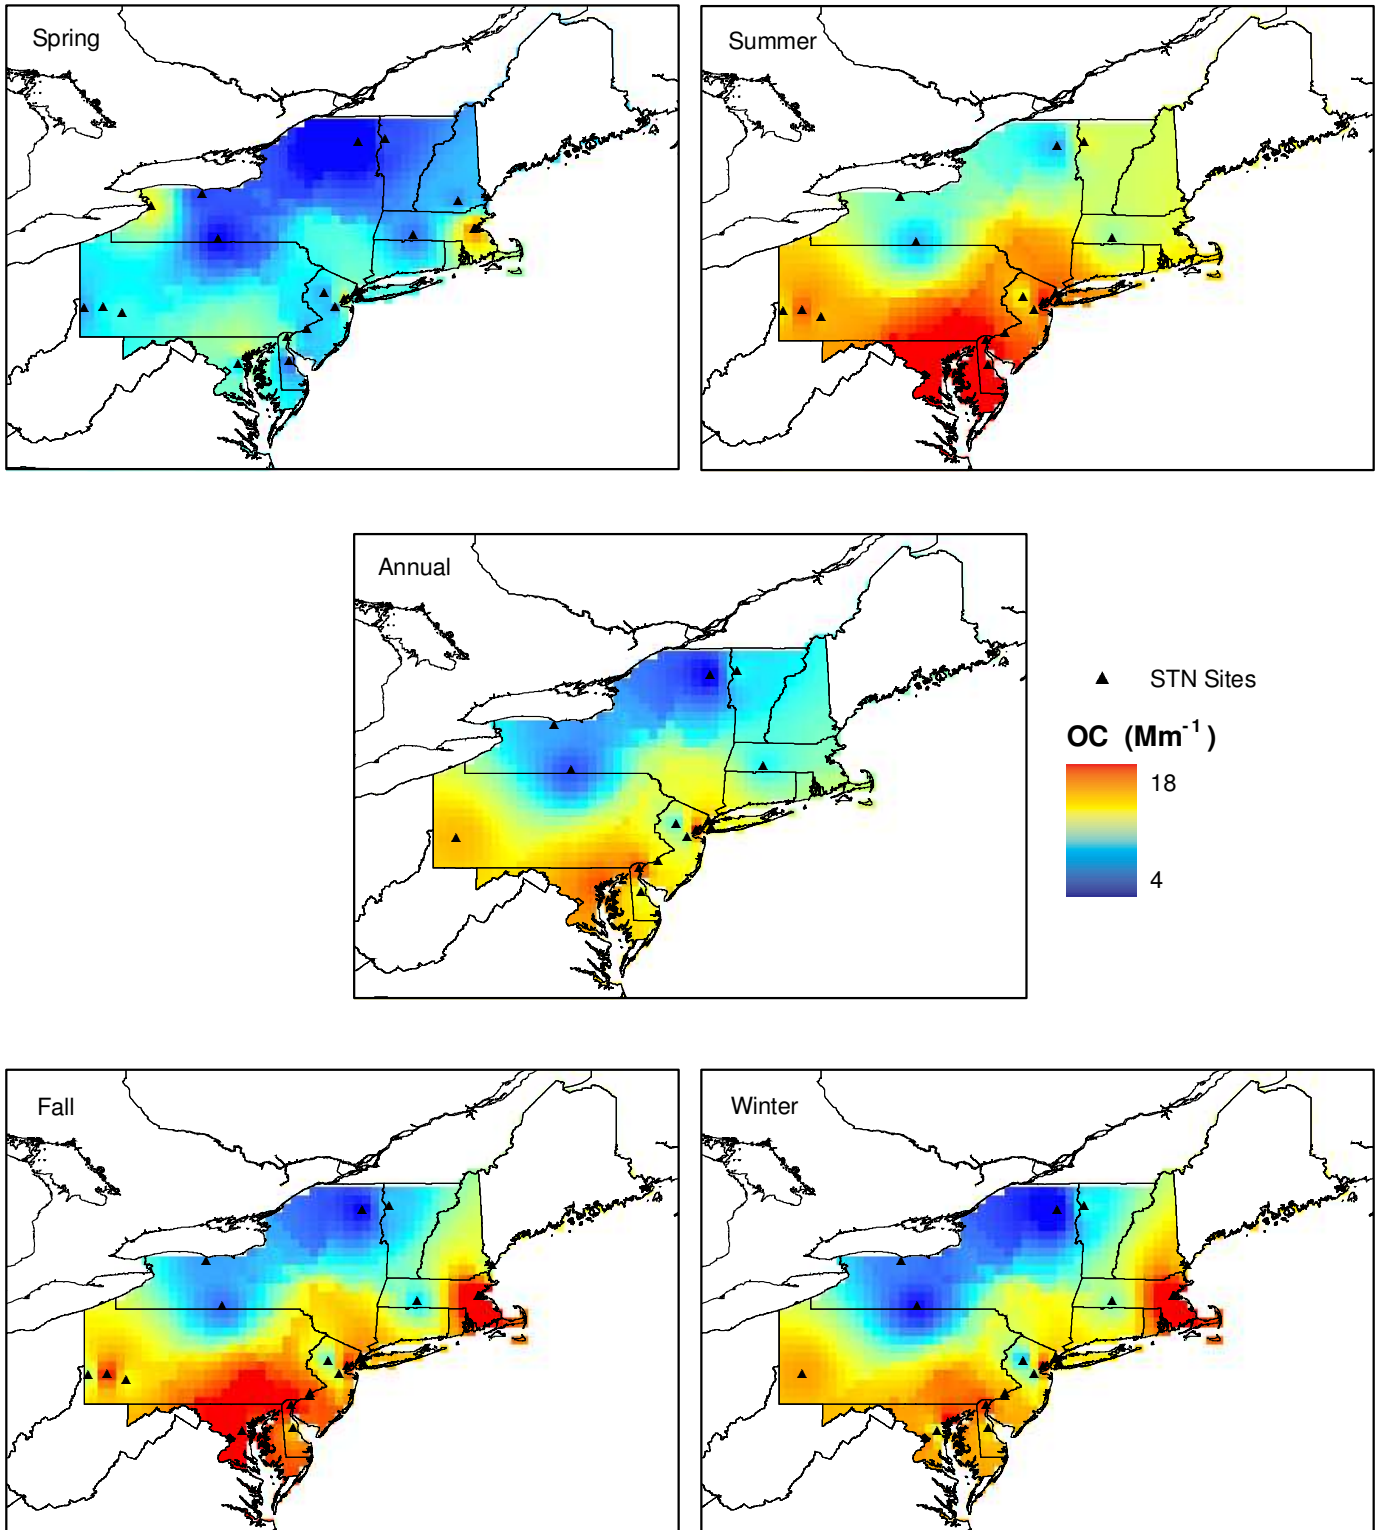 Spring
Summer
Annual
STN Sites
OC (Mm-1)
18
4
Fall
Winter